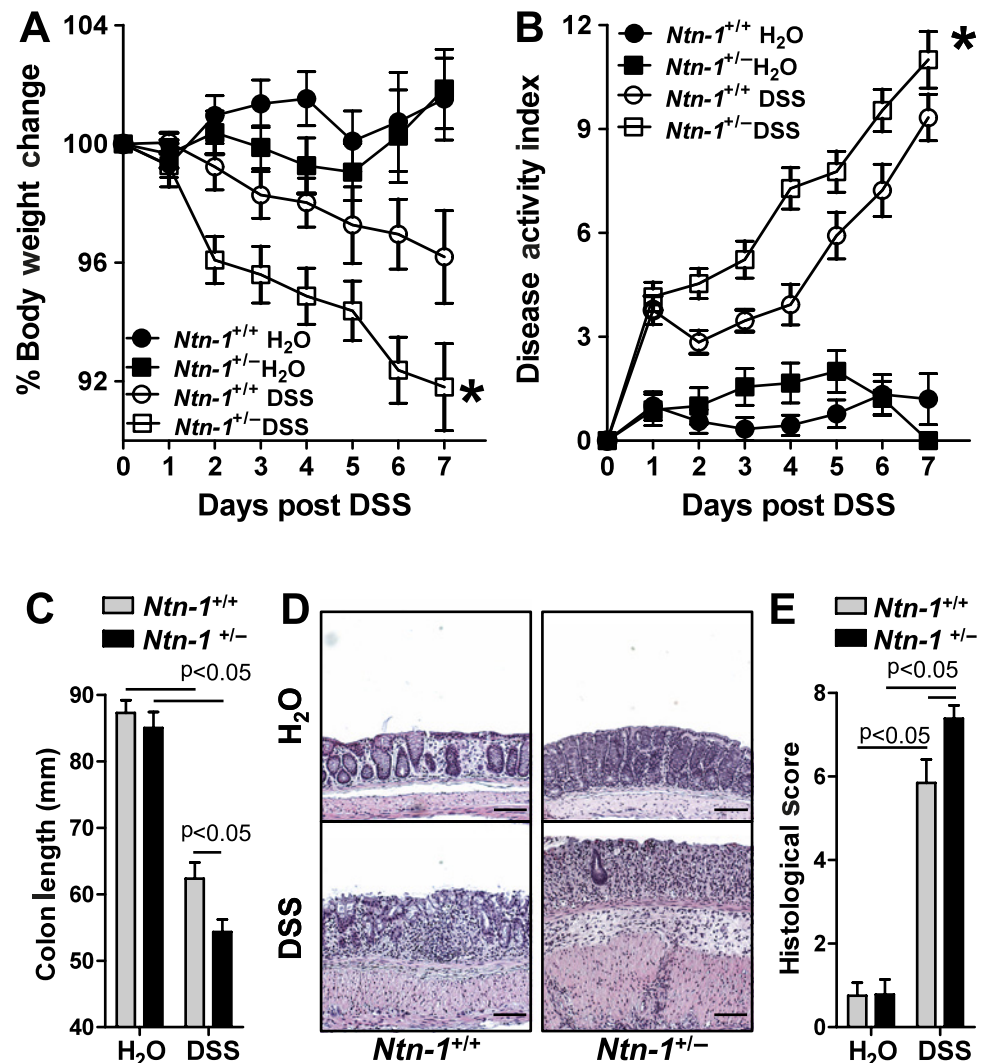 A
% Body weight change
104
100
96
92
Ntn-1+/+ H2O
Ntn-1+/−H2O
Ntn-1+/+ DSS
Ntn-1+/−DSS
*
0 1 2 3 4 5 6 7
Days post DSS
B
Disease activity index
12
9
6
3
0
Ntn-1+/+ H2O
Ntn-1+/−H2O
Ntn-1+/+ DSS
Ntn-1+/−DSS
*
0 1 2 3 4 5 6 7
Days post DSS
C
Ntn-1+/+
Ntn-1 +/−
Colon length (mm)
90
80
70
60
50
40
p<0.05
p<0.05
H2O DSS
D
H2O
DSS
Ntn-1+/+ Ntn-1+/−
E
Ntn-1+/+
Ntn-1 +/−
Histological score
8
6
4
2
0
p<0.05
p<0.05
H2O DSS